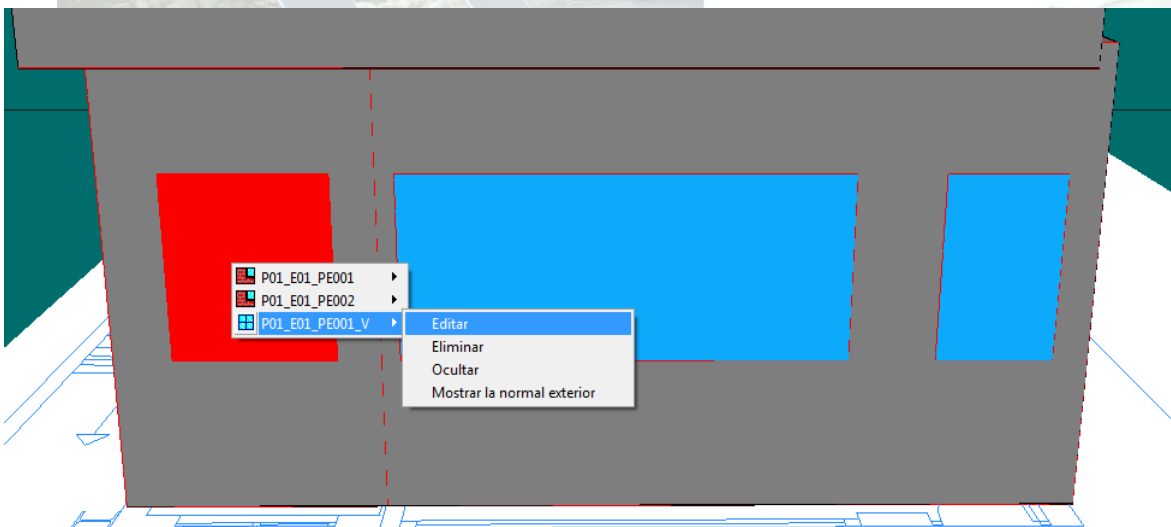 P01_E01_PE001
P01_E01_PE002
P01_E01_PE001_V
Editar
Eliminar
Ocultar
Mostrar la normal exterior